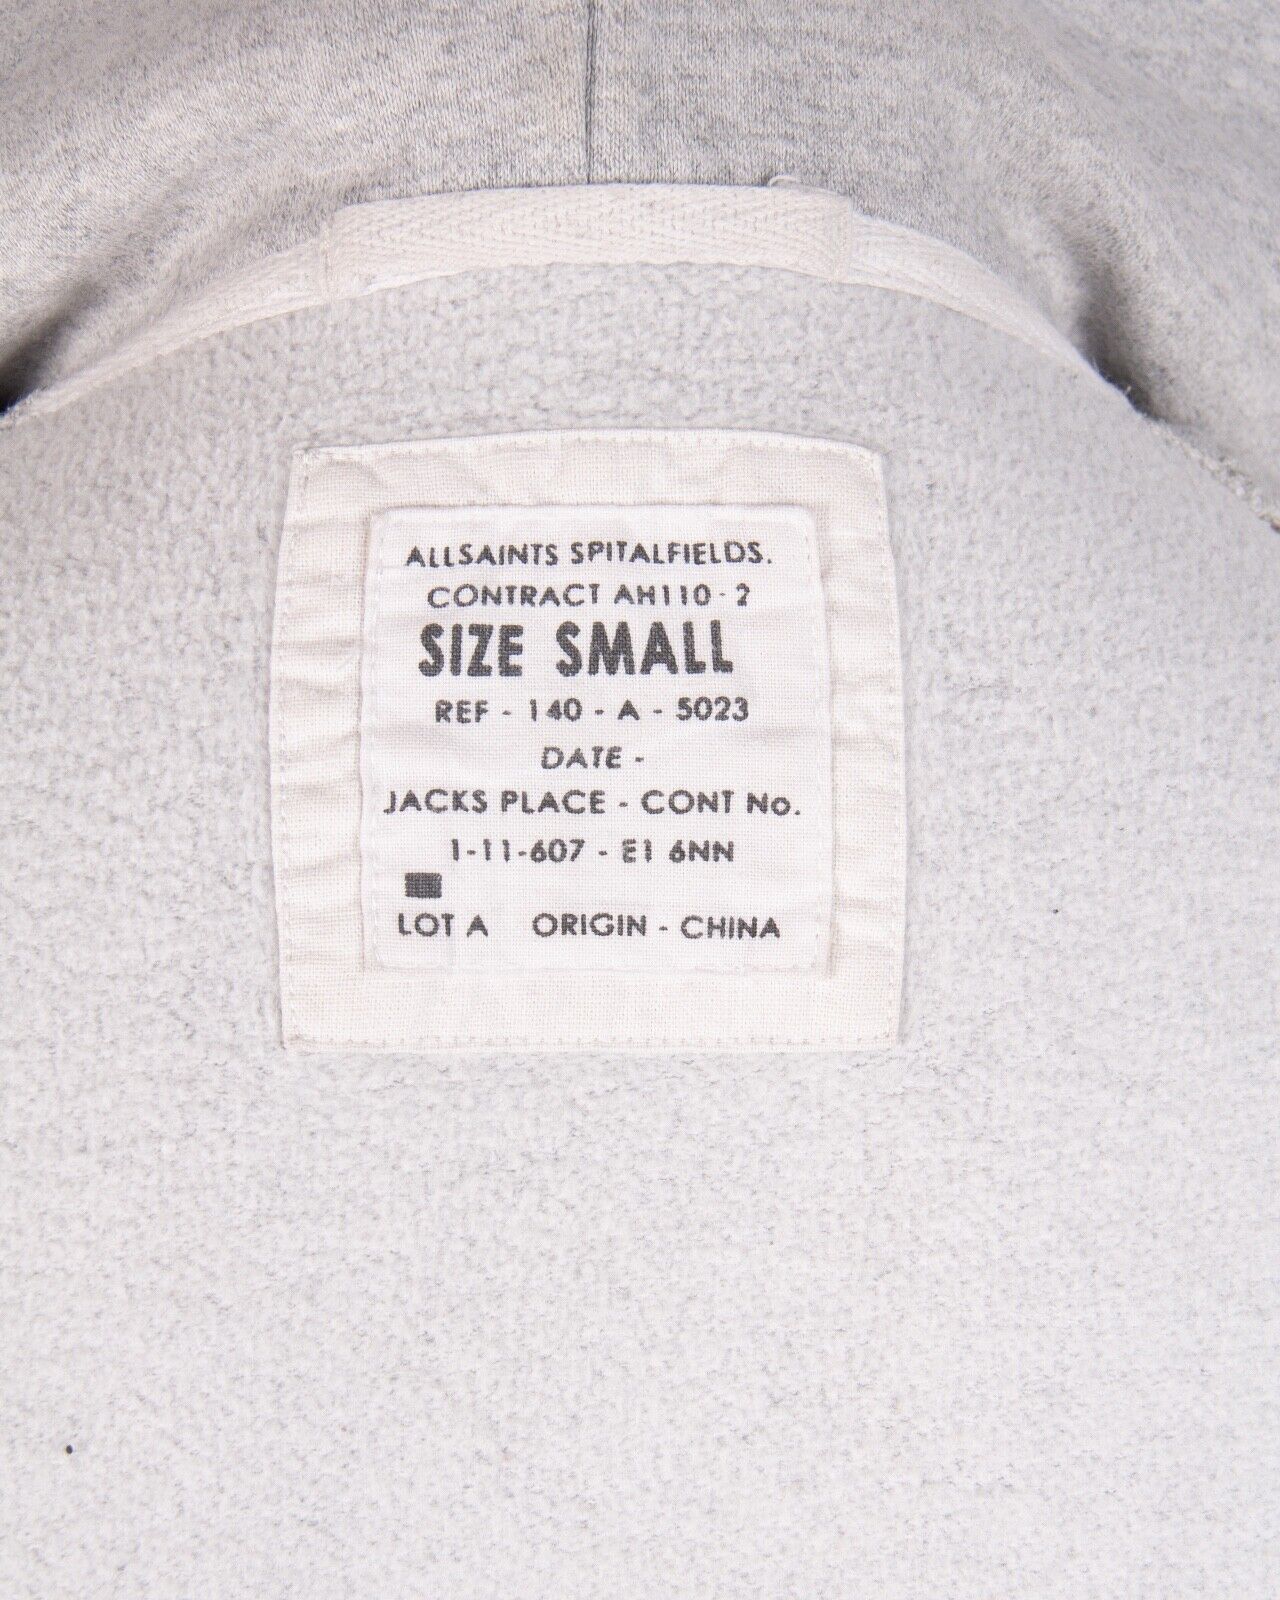 ALLSAINTS SPITALFIELDS.
CONTRACT AH110-2
SIZE SMALL
REF - 140 - A - 5023
DATE -
JACKS PLACE - CONT No.
1-11-607 - E1 6NN
LOT A ORIGIN - CHINA